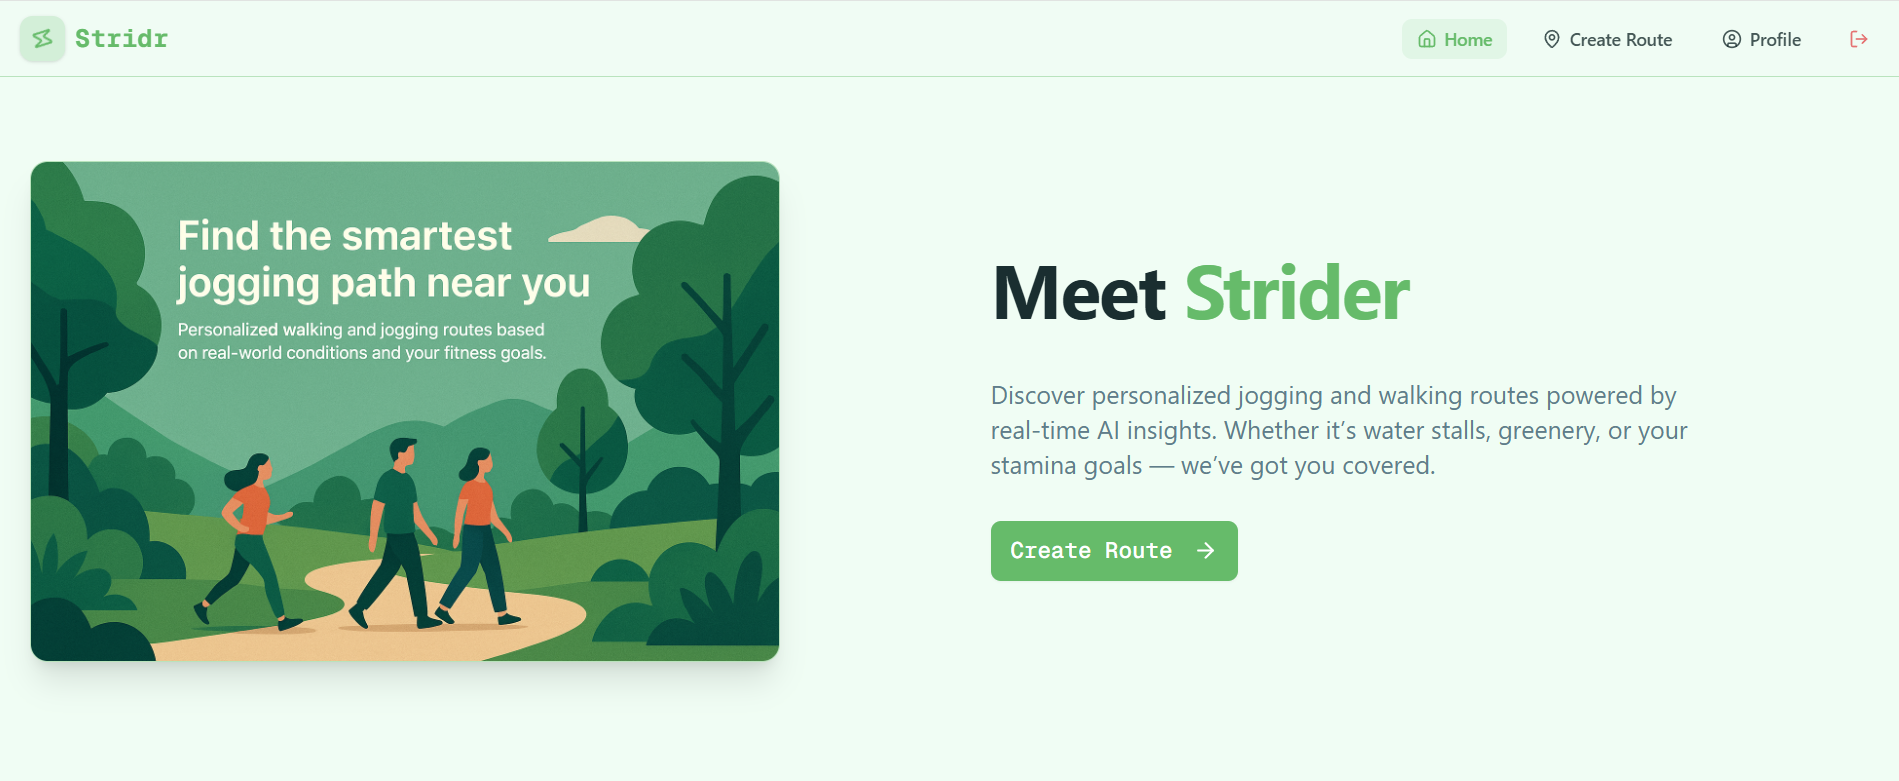 Stridr
Home
Create Route
Profile
Find the smartest
jogging path near you
Personalized walking and jogging routes based
on real-world conditions and your fitness goals.
Meet Strider
Discover personalized jogging and walking routes powered by
real-time AI insights. Whether it’s water stalls, greenery, or your
stamina goals — we’ve got you covered.
Create Route